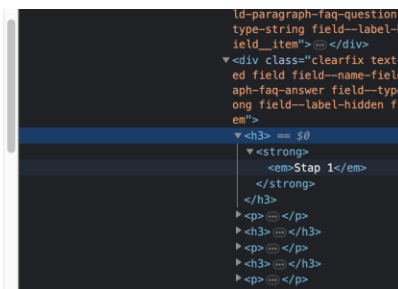 ld-paragraph-faq-question
type-string field--label-
ield__item"> … </div>
▼<div class="clearfix text-
ed field field--name-fiel
aph-faq-answer field--typ
ong field--label-hidden f
em">
▼<h3> == $0
▼<strong>
<em>Stap 1</em>
</strong>
</h3>
▶<p> … </p>
▶<h3> … </h3>
▶<p> … </p>
▶<h3> … </h3>
▶<p> … </p>